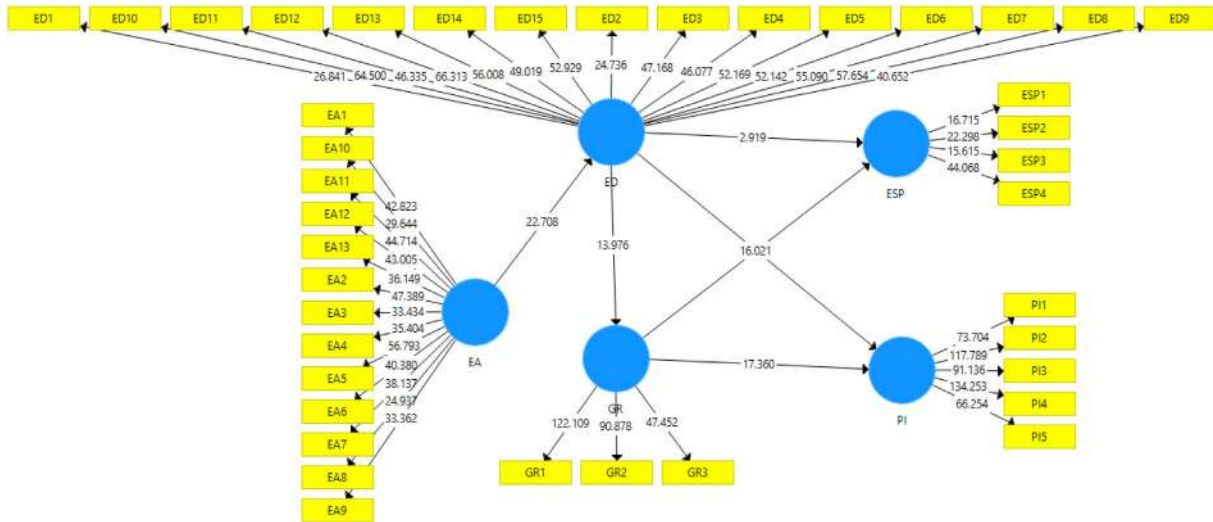 ED1 ED10 ED11 ED12 ED13 ED14 ED15 ED2 ED3 ED4 ED5 ED6 ED7 ED8 ED9
26.841 64.500 46.335 66.313 56.008 49.019 52.929 24.736 47.168 46.077 52.169 52.142 55.090 57.654 40.652
EA1
EA10
EA11
EA12
EA13
EA2
EA3
EA4
EA5
EA6
EA7
EA8
EA9
42.823
29.644
44.714
43.005
36.149
47.389
33.434
35.404
56.793
40.380
38.137
24.937
33.362
EA
22.708
ED
2.919
13.976
16.021
17.360
ESP
16.715
22.298
15.615
44.068
ESP1
ESP2
ESP3
ESP4
GR
122.109 90.878 47.452
GR1 GR2 GR3
PI
73.704
117.789
91.136
134.253
66.254
PI1
PI2
PI3
PI4
PI5